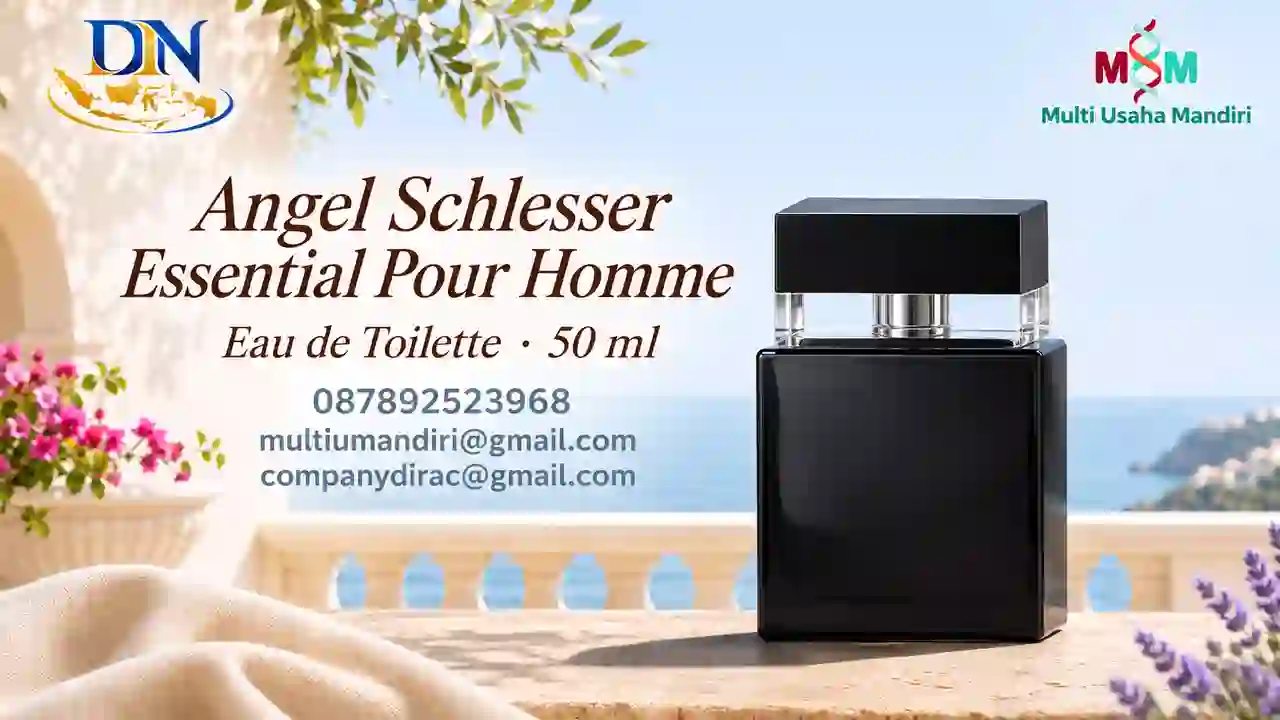 DN
MSM
Multi Usaha Mandiri
Angel Schlesser
Essential Pour Homme
Eau de Toilette · 50 ml
087892523968
multiumandiri@gmail.com
companydirac@gmail.com